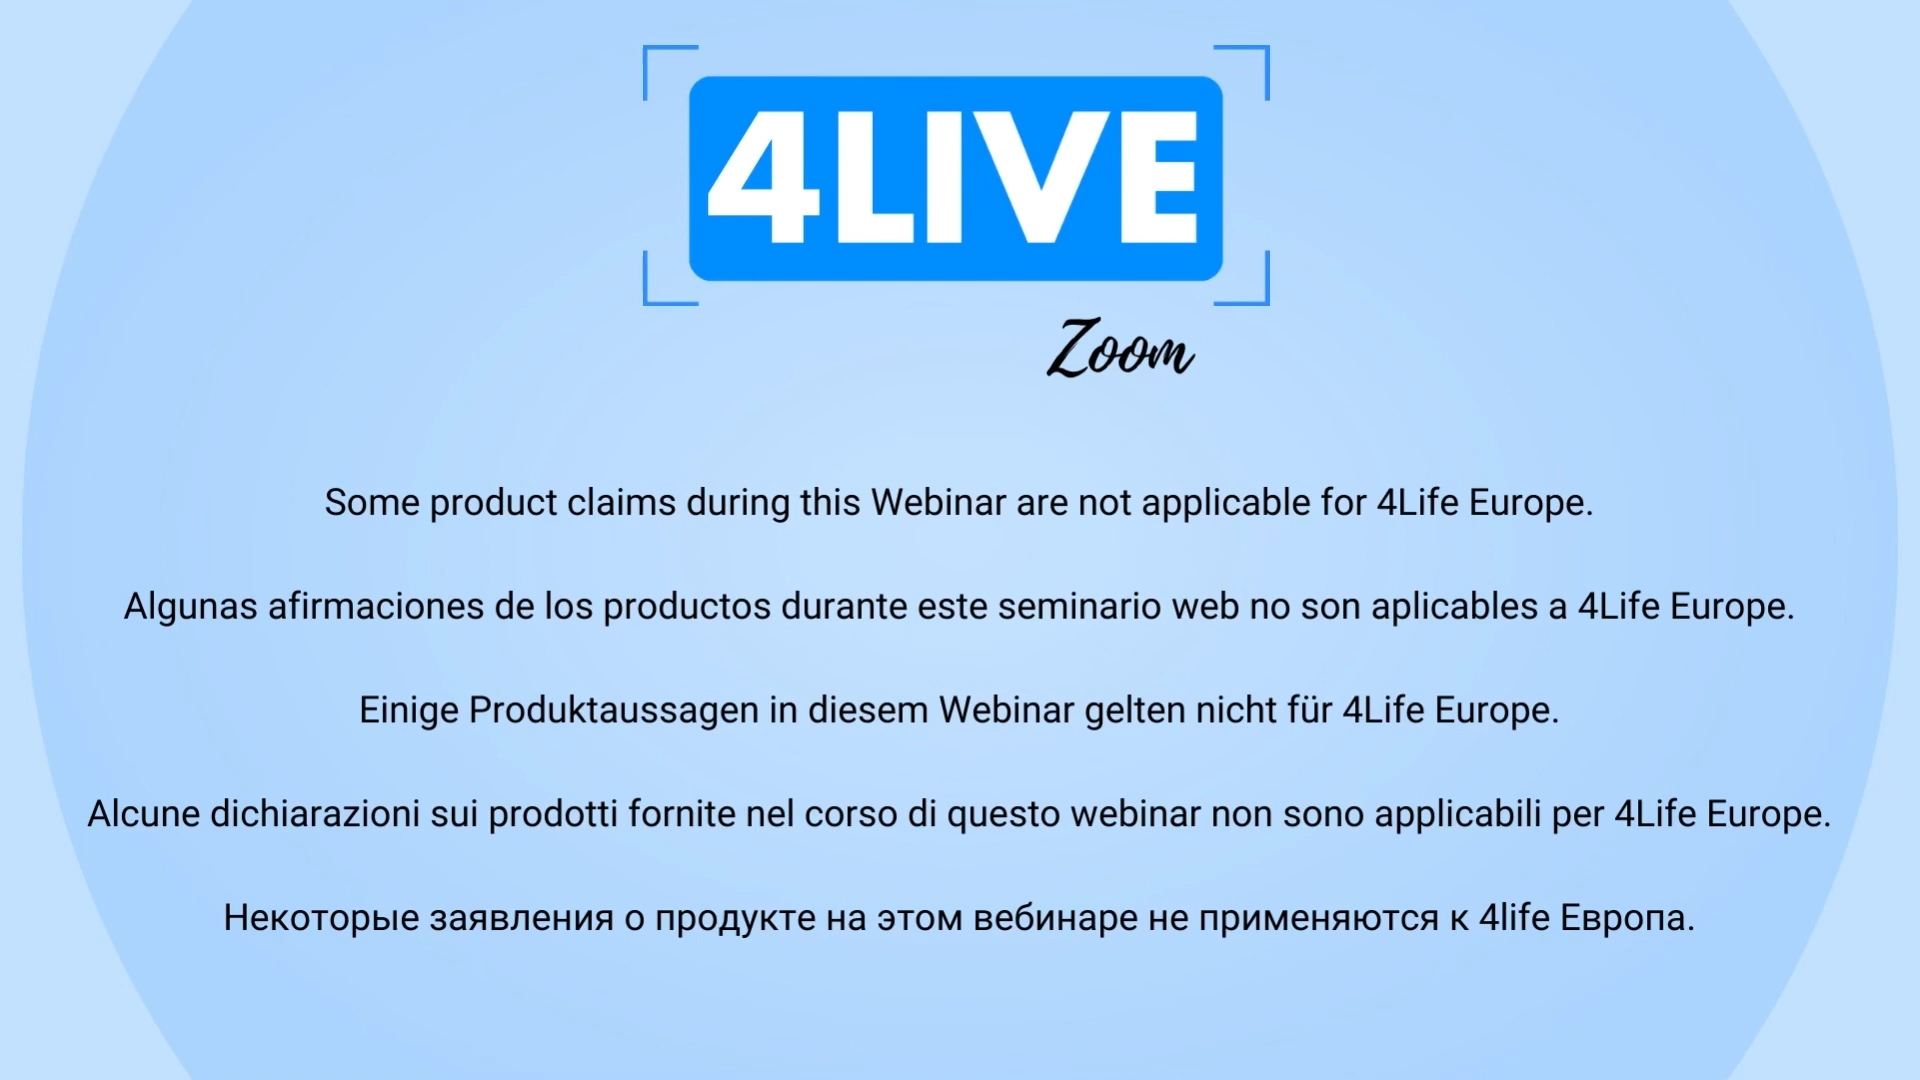 4LIVE
Zoom
Some product claims during this Webinar are not applicable for 4Life Europe.
Algunas afirmaciones de los productos durante este seminario web no son aplicables a 4Life Europe.
Einige Produktaussagen in diesem Webinar gelten nicht für 4Life Europe.
Alcune dichiarazioni sui prodotti fornite nel corso di questo webinar non sono applicabili per 4Life Europe.
Некоторые заявления о продукте на этом вебинаре не применяются к 4life Европа.